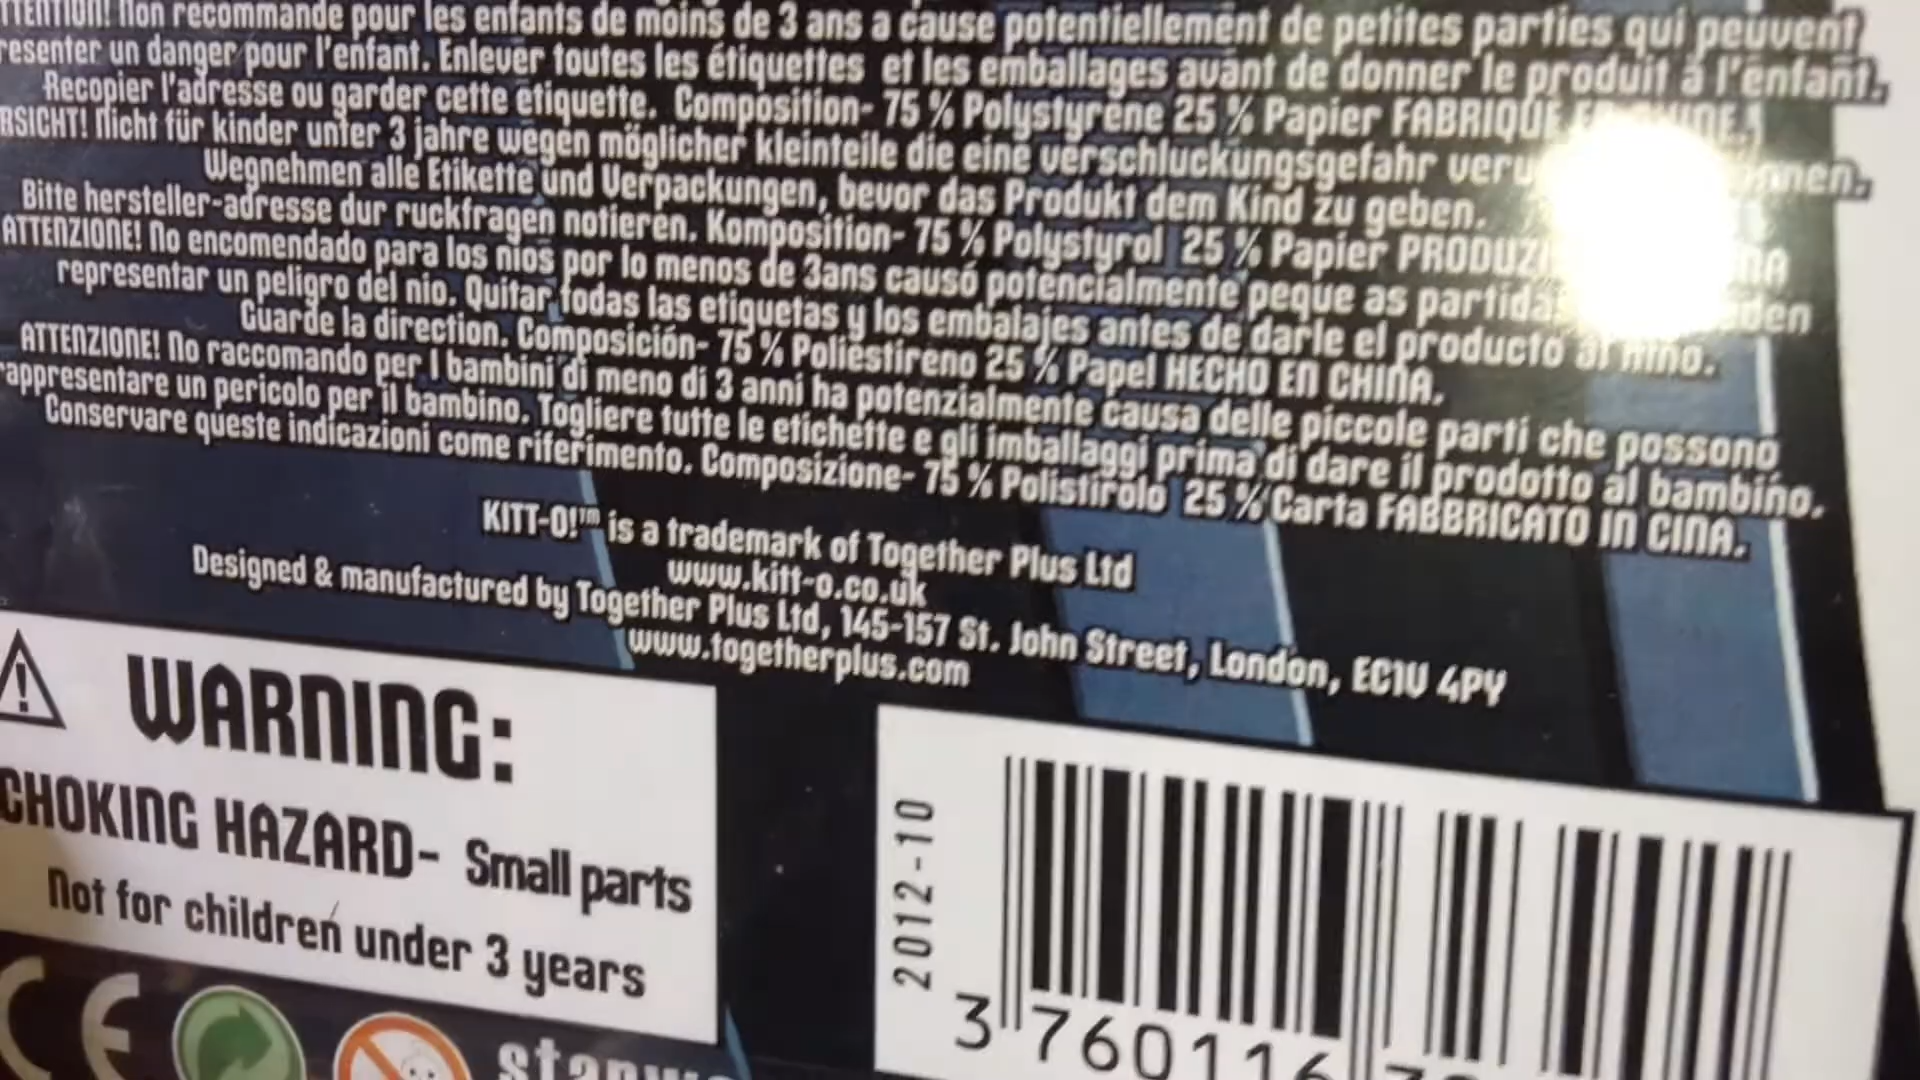 ATTENTION! Non recommande pour les enfants de moins de 3 ans a cause potentiellement de petites parties qui peuvent
resenter un danger pour l'enfant. Enlever toutes les étiquettes et les emballages avant de donner le produit à l'enfant.
Recopier l'adresse ou garder cette étiquette. Composition- 75 % Polystyrène 25 % Papier FABRIQUÉ
RSICHT! Nicht für kinder unter 3 jahre wegen möglicher kleinteile die eine verschluckungsgefahr
Wegnehmen alle Etikette und Verpackungen, bevor das Produkt dem Kind zu geben.
Bitte hersteller-adresse dur ruckfragen notieren. Komposition- 75 % Polystyrol 25 % Papier
ATTENZIONE! No encomendado para los nios por lo menos de 3ans causó potencialmente peque as
representar un peligro del nio. Quitar todas las etiquetas y los embalajes antes de darle el producto al niño.
Guarde la direction. Composición- 75 % Poliestireno 25 % Papel HECHO EN CHINA.
ATTENZIONE! No raccomando per I bambini di meno di 3 anni ha potenzialmente causa delle piccole parti che possono
rappresentare un pericolo per il bambino. Togliere tutte le etichette e gli imballaggi prima di dare il prodotto al bambino.
Conservare queste indicazioni come riferimento. Composizione- 75 % Polistirolo 25 % Carta FABBRICATO IN CINA.
KITT-O!™ is a trademark of Together Plus Ltd
www.kitt-o.co.uk
Designed & manufactured by Together Plus Ltd, 145-157 St. John Street, London, EC1V 4PY
www.togetherplus.com
WARNING:
CHOKING HAZARD- Small parts
Not for children under 3 years
CE
2012-10
3 760116